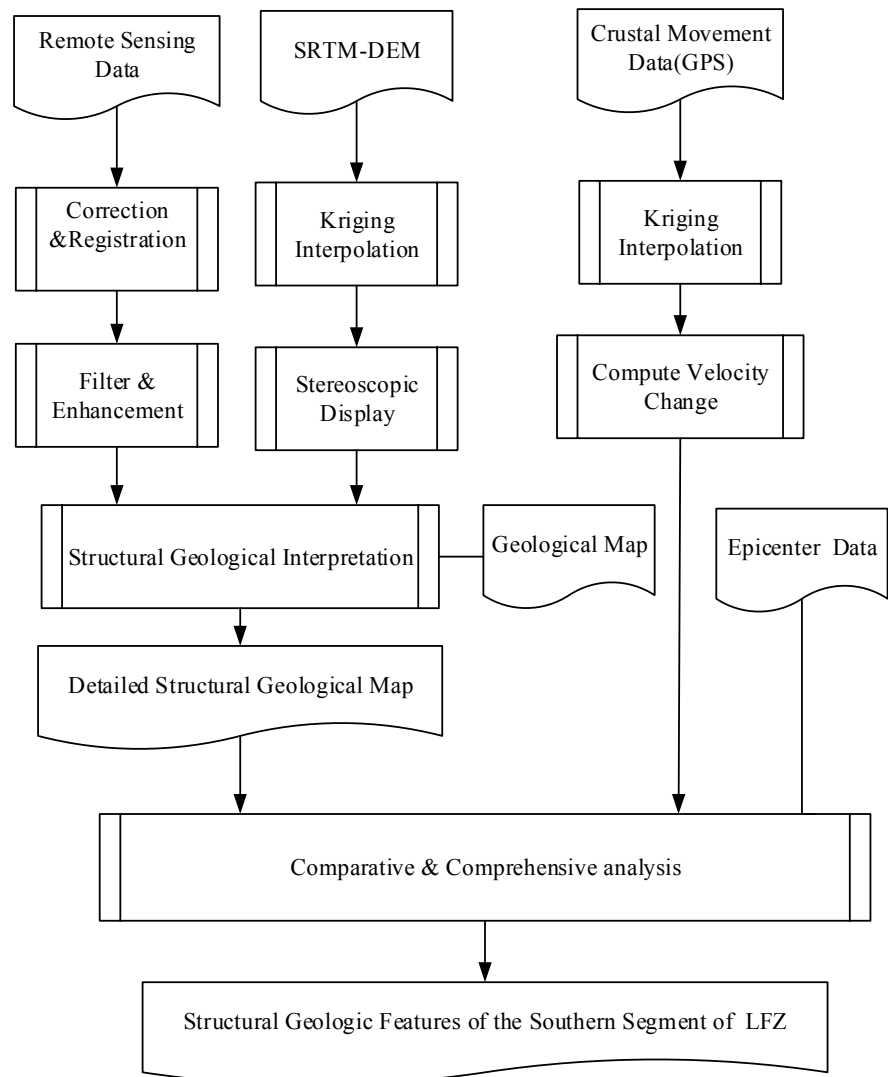 Remote Sensing
Data
SRTM-DEM
Crustal Movement
Data(GPS)
Correction
&Registration
Kriging
Interpolation
Kriging
Interpolation
Filter &
Enhancement
Stereoscopic
Display
Compute Velocity
Change
Structural Geological Interpretation
Geological Map
Epicenter Data
Detailed Structural Geological Map
Comparative & Comprehensive analysis
Structural Geologic Features of the Southern Segment of LFZ